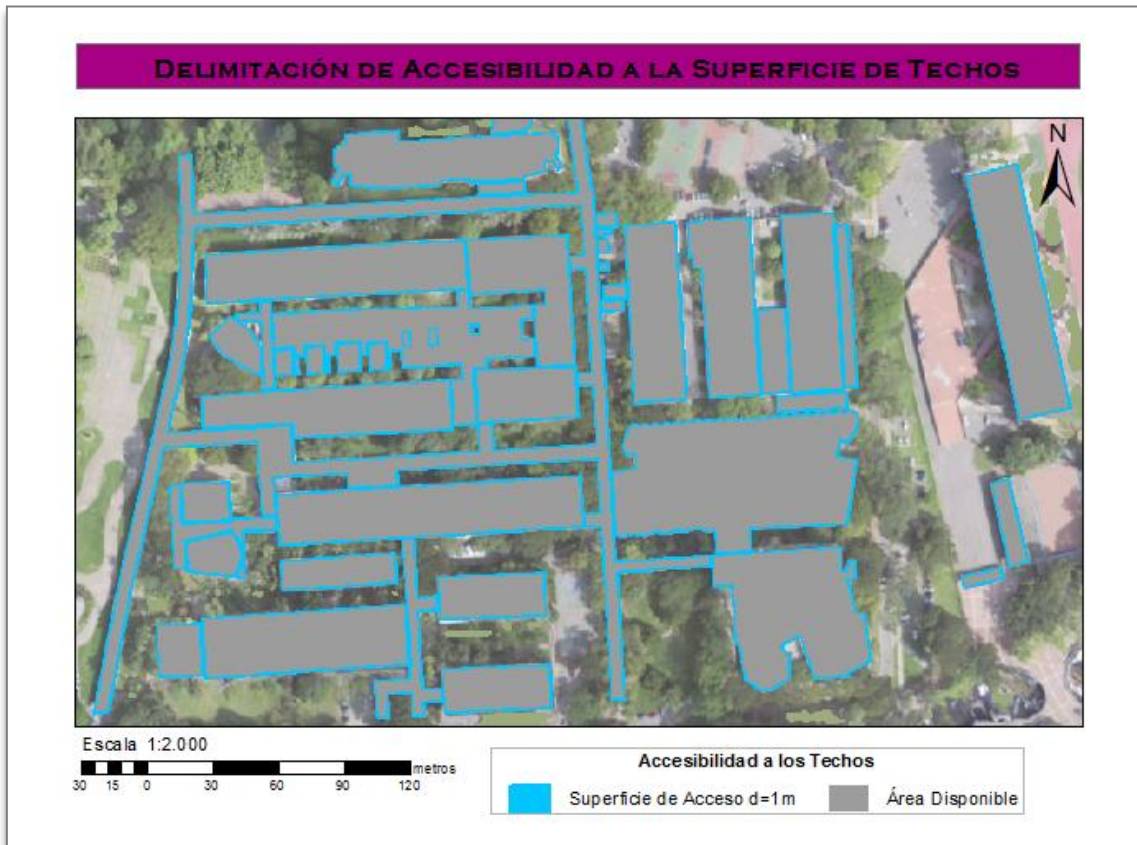 DELIMITACIÓN DE ACCESIBILIDAD A LA SUPERFICIE DE TECHOS
N
Escala 1:2.000
metros
30 15 0 30 60 90 120
Accesibilidad a los Techos
Superficie de Acceso d=1m
Área Disponible